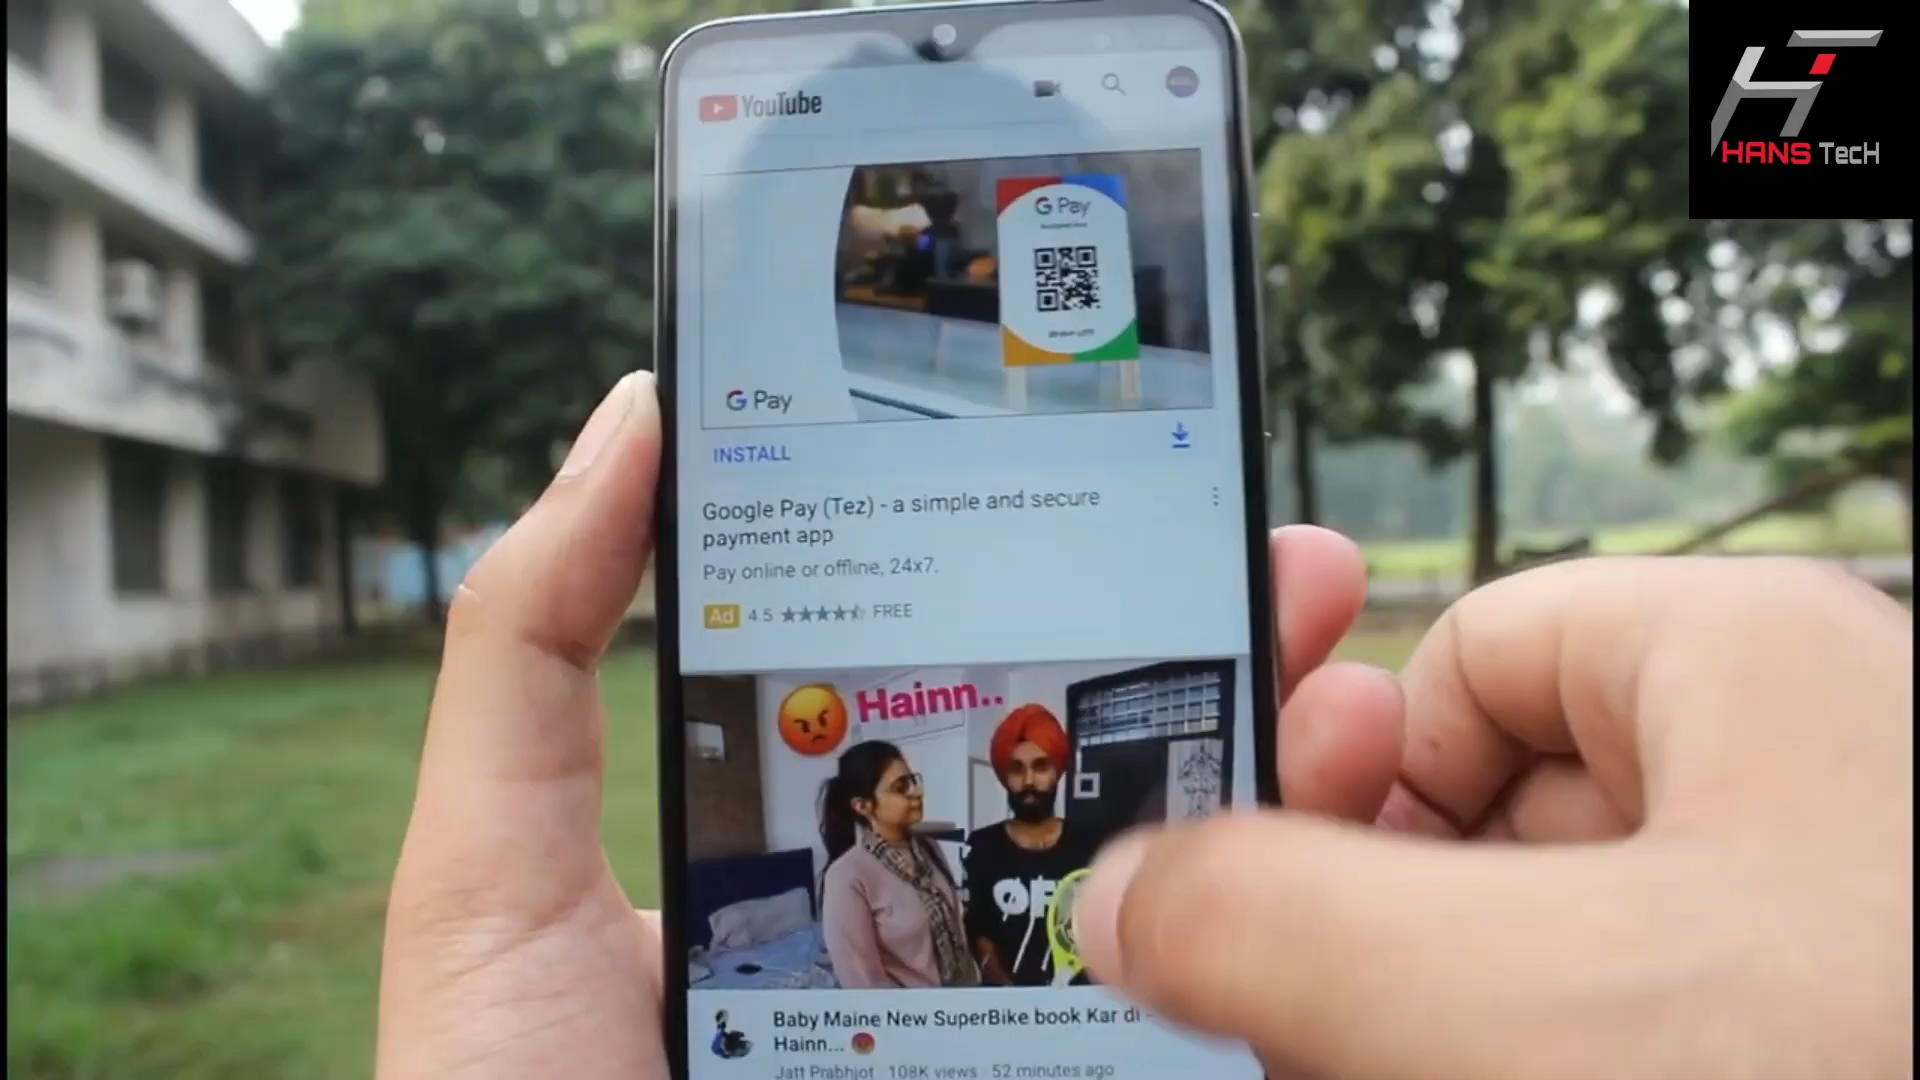 HANS TecH
YouTube
G Pay
G Pay
INSTALL
Google Pay (Tez) - a simple and secure
payment app
Pay online or offline, 24x7.
Ad 4.5 FREE
Hainn..
Baby Maine New SuperBike book Kar di -
Hainn...
Jatt Prabhjot 108K views 52 minutes ago